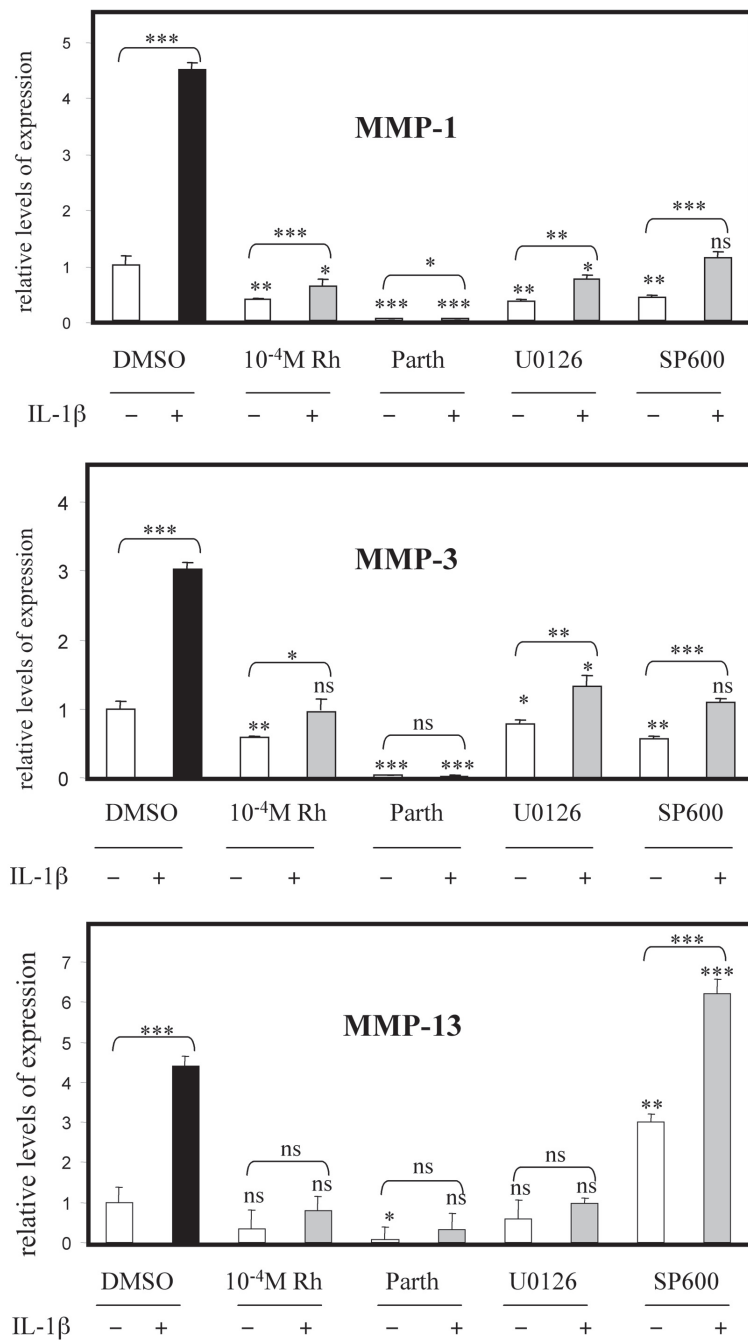 relative levels of expression
5
4
3
2
1
0
MMP-1
***
***
**
*
*
***
***
**
**
*
***
**
ns
DMSO 10-4M Rh Parth U0126 SP600
IL-1β – + – + – + – + – +
relative levels of expression
4
3
2
1
0
MMP-3
***
*
**
ns
ns
***
***
**
*
*
***
**
ns
DMSO 10-4M Rh Parth U0126 SP600
IL-1β – + – + – + – + – +
relative levels of expression
7
6
5
4
3
2
1
0
MMP-13
***
ns
ns
ns
ns
*
ns
ns
ns
ns
***
**
***
DMSO 10-4M Rh Parth U0126 SP600
IL-1β – + – + – + – + – +